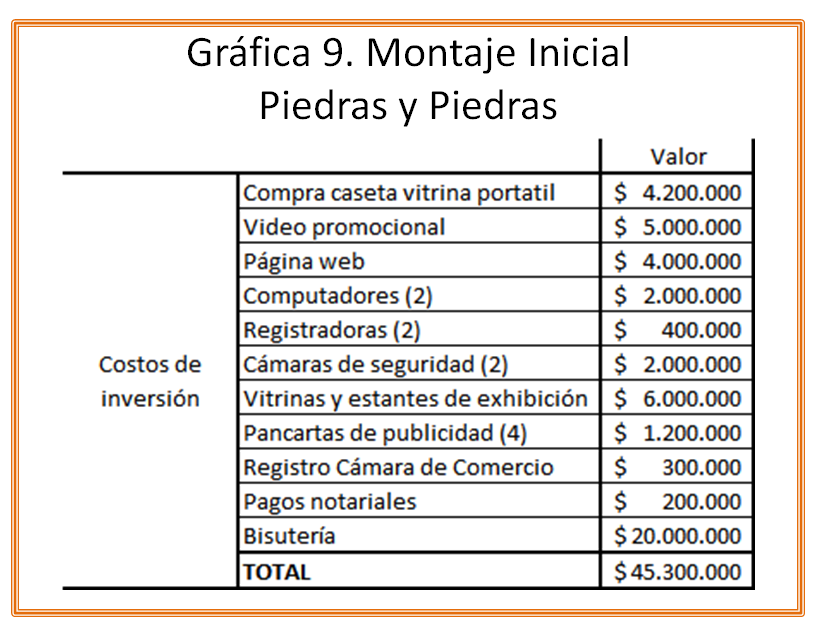 Gráfica 9. Montaje Inicial
Piedras y Piedras
Valor
Costos de
inversión
Compra caseta vitrina portatil $ 4.200.000
Video promocional $ 5.000.000
Página web $ 4.000.000
Computadores (2) $ 2.000.000
Registradoras (2) $ 400.000
Cámaras de seguridad (2) $ 2.000.000
Vitrinas y estantes de exhibición $ 6.000.000
Pancartas de publicidad (4) $ 1.200.000
Registro Cámara de Comercio $ 300.000
Pagos notariales $ 200.000
Bisutería $ 20.000.000
TOTAL $ 45.300.000